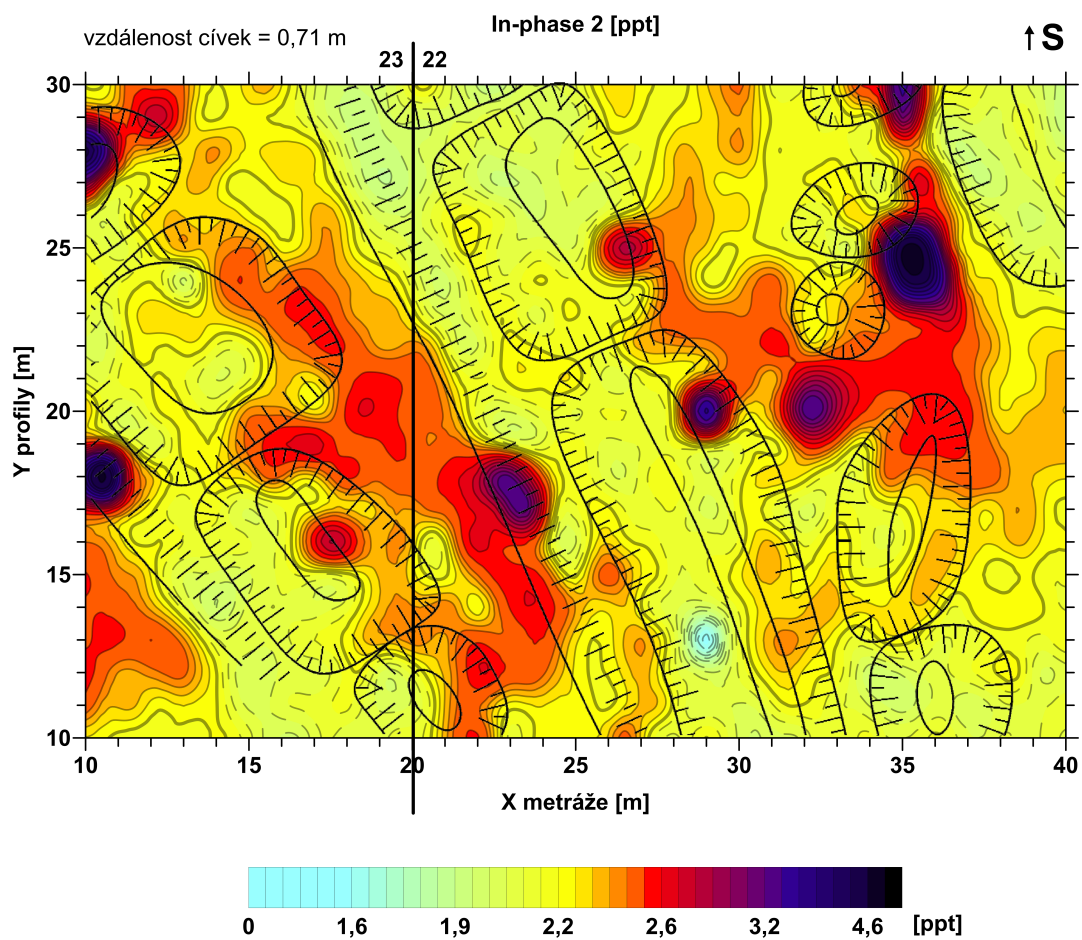 In-phase 2 [ppt]
vzdálenost cívek = 0,71 m
↑ S
23 22
30
25
20
15
10
Y profily [m]
10 15 20 25 30 35 40
X metráže [m]
0 1,6 1,9 2,2 2,6 3,2 4,6 [ppt]